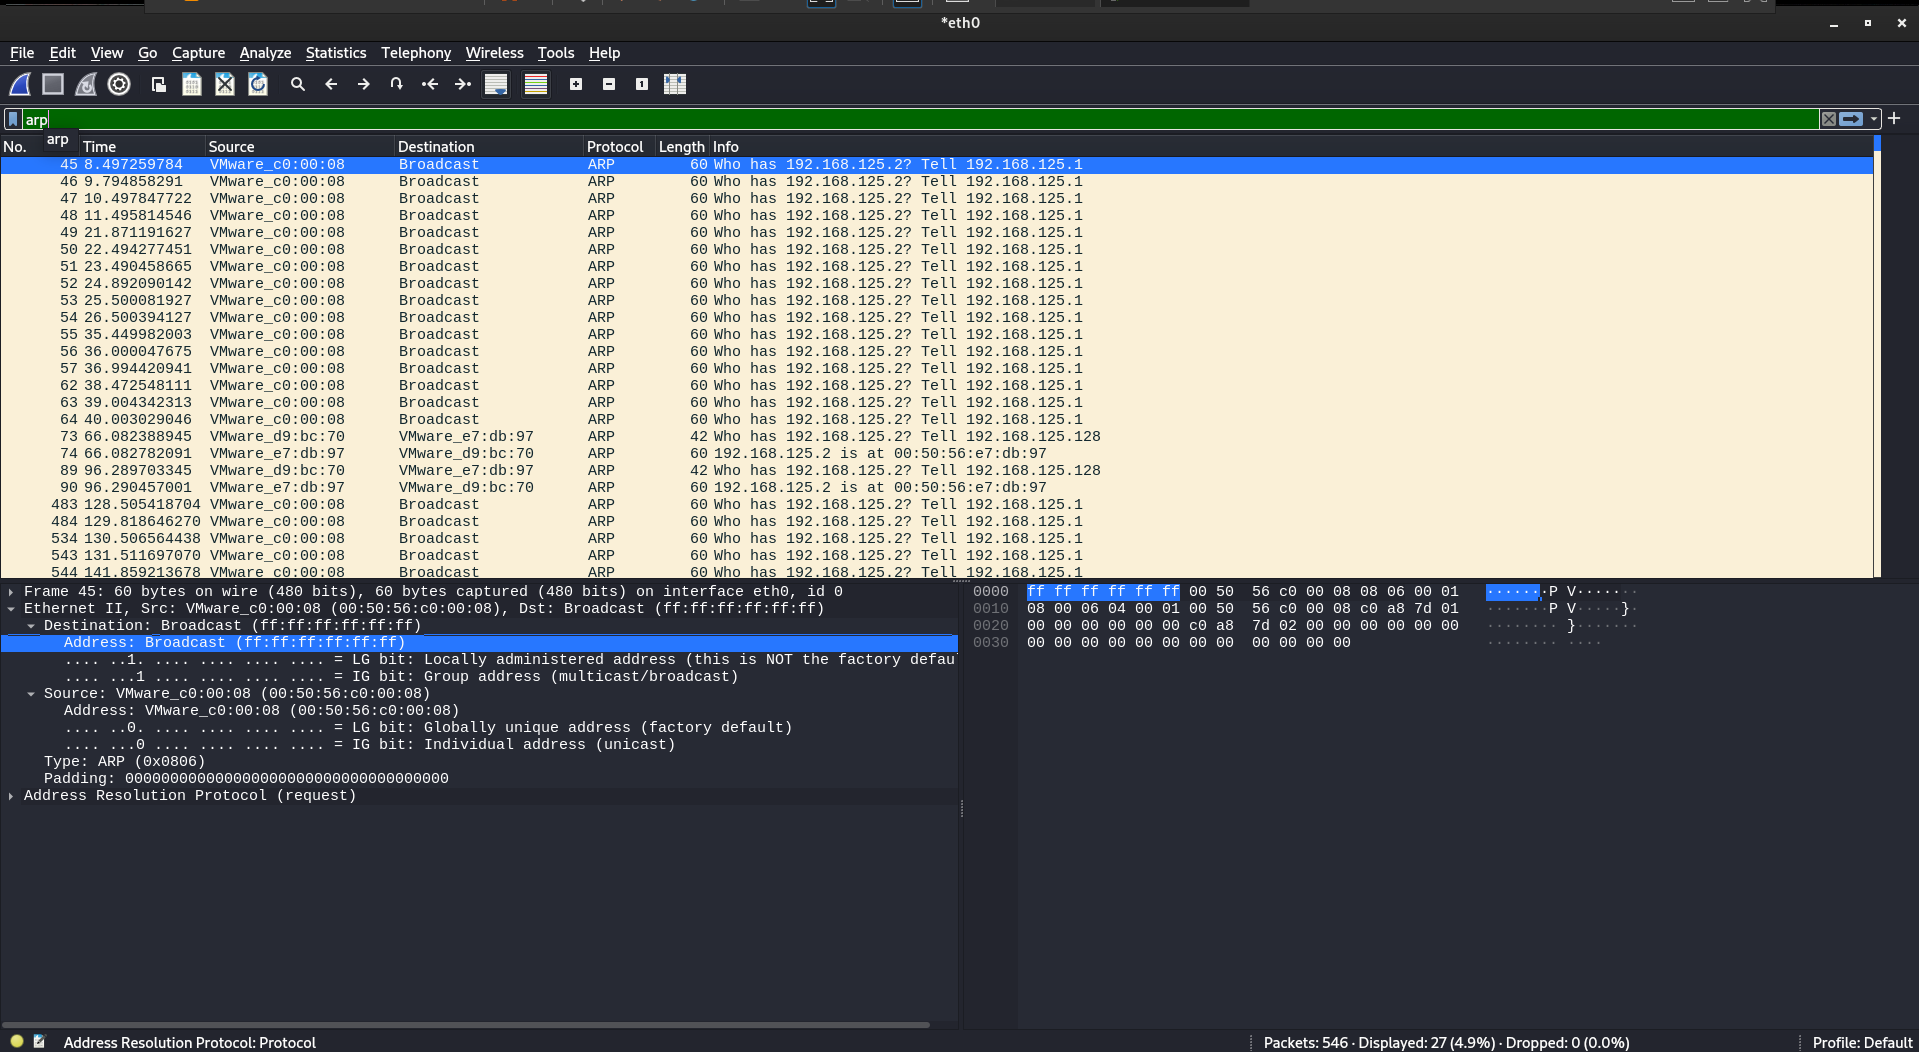 *eth0
File Edit View Go Capture Analyze Statistics Telephony Wireless Tools Help
arp
arp
No. Time Source Destination Protocol Length Info
45 8.497259784 VMware_c0:00:08 Broadcast ARP 60 Who has 192.168.125.2? Tell 192.168.125.1
46 9.794858291 VMware_c0:00:08 Broadcast ARP 60 Who has 192.168.125.2? Tell 192.168.125.1
47 10.497847722 VMware_c0:00:08 Broadcast ARP 60 Who has 192.168.125.2? Tell 192.168.125.1
48 11.495814546 VMware_c0:00:08 Broadcast ARP 60 Who has 192.168.125.2? Tell 192.168.125.1
49 21.871191627 VMware_c0:00:08 Broadcast ARP 60 Who has 192.168.125.2? Tell 192.168.125.1
50 22.494277451 VMware_c0:00:08 Broadcast ARP 60 Who has 192.168.125.2? Tell 192.168.125.1
51 23.490458665 VMware_c0:00:08 Broadcast ARP 60 Who has 192.168.125.2? Tell 192.168.125.1
52 24.892090142 VMware_c0:00:08 Broadcast ARP 60 Who has 192.168.125.2? Tell 192.168.125.1
53 25.500081927 VMware_c0:00:08 Broadcast ARP 60 Who has 192.168.125.2? Tell 192.168.125.1
54 26.500394127 VMware_c0:00:08 Broadcast ARP 60 Who has 192.168.125.2? Tell 192.168.125.1
55 35.449982003 VMware_c0:00:08 Broadcast ARP 60 Who has 192.168.125.2? Tell 192.168.125.1
56 36.000047675 VMware_c0:00:08 Broadcast ARP 60 Who has 192.168.125.2? Tell 192.168.125.1
57 36.994420941 VMware_c0:00:08 Broadcast ARP 60 Who has 192.168.125.2? Tell 192.168.125.1
62 38.472548111 VMware_c0:00:08 Broadcast ARP 60 Who has 192.168.125.2? Tell 192.168.125.1
63 39.004342313 VMware_c0:00:08 Broadcast ARP 60 Who has 192.168.125.2? Tell 192.168.125.1
64 40.003029046 VMware_c0:00:08 Broadcast ARP 60 Who has 192.168.125.2? Tell 192.168.125.1
73 66.082388945 VMware_d9:bc:70 VMware_e7:db:97 ARP 42 Who has 192.168.125.2? Tell 192.168.125.128
74 66.082782091 VMware_e7:db:97 VMware_d9:bc:70 ARP 60 192.168.125.2 is at 00:50:56:e7:db:97
89 96.289703345 VMware_d9:bc:70 VMware_e7:db:97 ARP 42 Who has 192.168.125.2? Tell 192.168.125.128
90 96.290457001 VMware_e7:db:97 VMware_d9:bc:70 ARP 60 192.168.125.2 is at 00:50:56:e7:db:97
483 128.505418704 VMware_c0:00:08 Broadcast ARP 60 Who has 192.168.125.2? Tell 192.168.125.1
484 129.818646270 VMware_c0:00:08 Broadcast ARP 60 Who has 192.168.125.2? Tell 192.168.125.1
534 130.506564438 VMware_c0:00:08 Broadcast ARP 60 Who has 192.168.125.2? Tell 192.168.125.1
543 131.511697070 VMware_c0:00:08 Broadcast ARP 60 Who has 192.168.125.2? Tell 192.168.125.1
544 141.859213678 VMware_c0:00:08 Broadcast ARP 60 Who has 192.168.125.2? Tell 192.168.125.1
Frame 45: 60 bytes on wire (480 bits), 60 bytes captured (480 bits) on interface eth0, id 0
Ethernet II, Src: VMware_c0:00:08 (00:50:56:c0:00:08), Dst: Broadcast (ff:ff:ff:ff:ff:ff)
Destination: Broadcast (ff:ff:ff:ff:ff:ff)
Address: Broadcast (ff:ff:ff:ff:ff:ff)
.... ..1. .... .... .... .... = LG bit: Locally administered address (this is NOT the factory defau
.... ...1 .... .... .... .... = IG bit: Group address (multicast/broadcast)
Source: VMware_c0:00:08 (00:50:56:c0:00:08)
Address: VMware_c0:00:08 (00:50:56:c0:00:08)
.... ..0. .... .... .... .... = LG bit: Globally unique address (factory default)
.... ...0 .... .... .... .... = IG bit: Individual address (unicast)
Type: ARP (0x0806)
Padding: 000000000000000000000000000000000000
Address Resolution Protocol (request)
0000 ff ff ff ff ff ff 00 50 56 c0 00 08 08 06 00 01 ·······P V·······
0010 08 00 06 04 00 01 00 50 56 c0 00 08 c0 a8 7d 01 ·······P V·····}·
0020 00 00 00 00 00 00 c0 a8 7d 02 00 00 00 00 00 00 ········ }·······
0030 00 00 00 00 00 00 00 00 00 00 00 00 ········ ····
Address Resolution Protocol: Protocol
Packets: 546 · Displayed: 27 (4.9%) · Dropped: 0 (0.0%)
Profile: Default